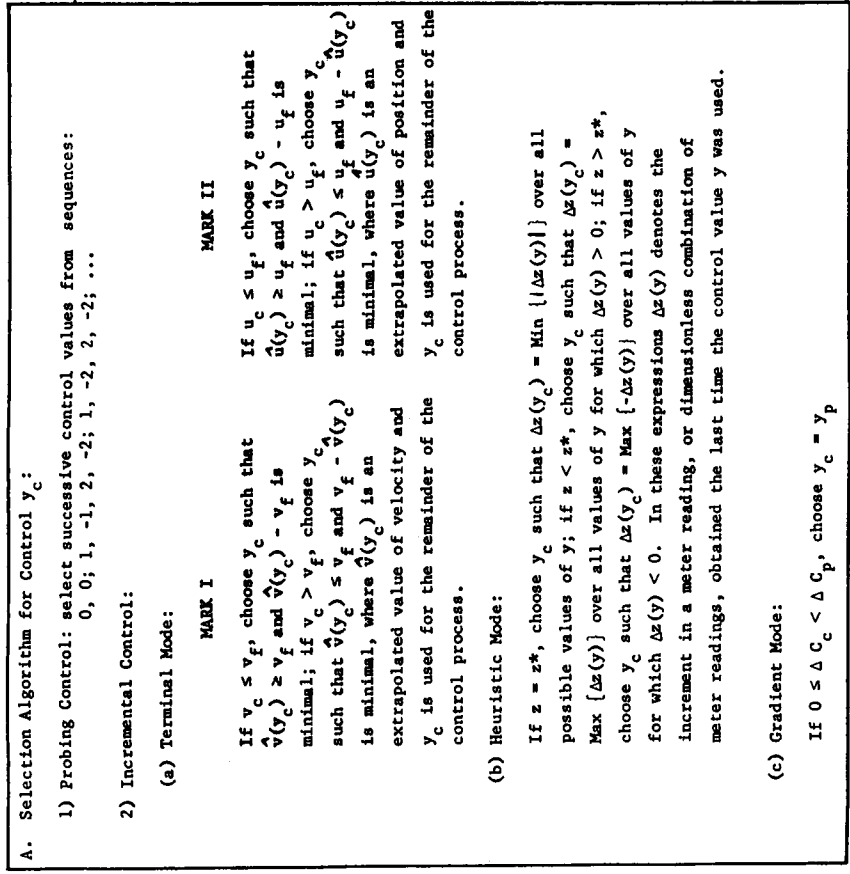 A. Selection Algorithm for Control y_c:
1) Probing Control: select successive control values from sequences:
0, 0; 1, -1, 2, -2; 1, -2, 2, -2; ...
2) Incremental Control:
(a) Terminal Mode:
MARK I
If v_c ≤ v_f, choose y_c such that
v̂(y_c) ≥ v_f and v̂(y_c) - v_f is
minimal; if v_c > v_f, choose y_c
such that v̂(y_c) ≤ v_f and v_f - v̂(y_c)
is minimal, where v̂(y_c) is an
extrapolated value of velocity and
y_c is used for the remainder of the
control process.
MARK II
If u_c ≤ u_f, choose y_c such that
û(y_c) ≥ u_f and û(y_c) - u_f is
minimal; if u_c > u_f, choose y_c
such that û(y_c) ≤ u_f and u_f - û(y_c)
is minimal, where û(y_c) is an
extrapolated value of position and
y_c is used for the remainder of the
control process.
(b) Heuristic Mode:
If z = z*, choose y_c such that Δz(y_c) = Min {|Δz(y)|} over all
possible values of y; if z < z*, choose y_c such that Δz(y_c) =
Max {Δz(y)} over all values of y for which Δz(y) > 0; if z > z*,
choose y_c such that Δz(y_c) = Max {-Δz(y)} over all values of y
for which Δz(y) < 0. In these expressions Δz(y) denotes the
increment in a meter reading, or dimensionless combination of
meter readings, obtained the last time the control value y was used.
(c) Gradient Mode:
If 0 ≤ Δ C_c < Δ C_p, choose y_c = y_p